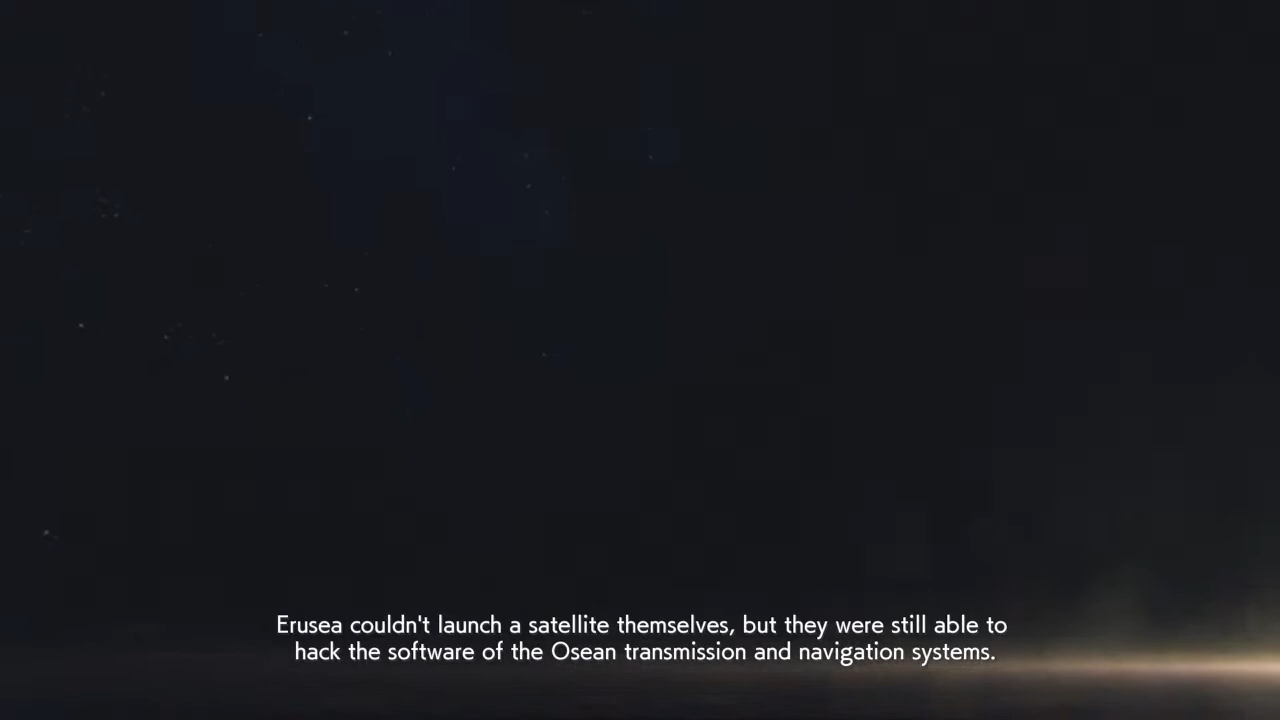 Erusea couldn't launch a satellite themselves, but they were still able to
hack the software of the Osean transmission and navigation systems.